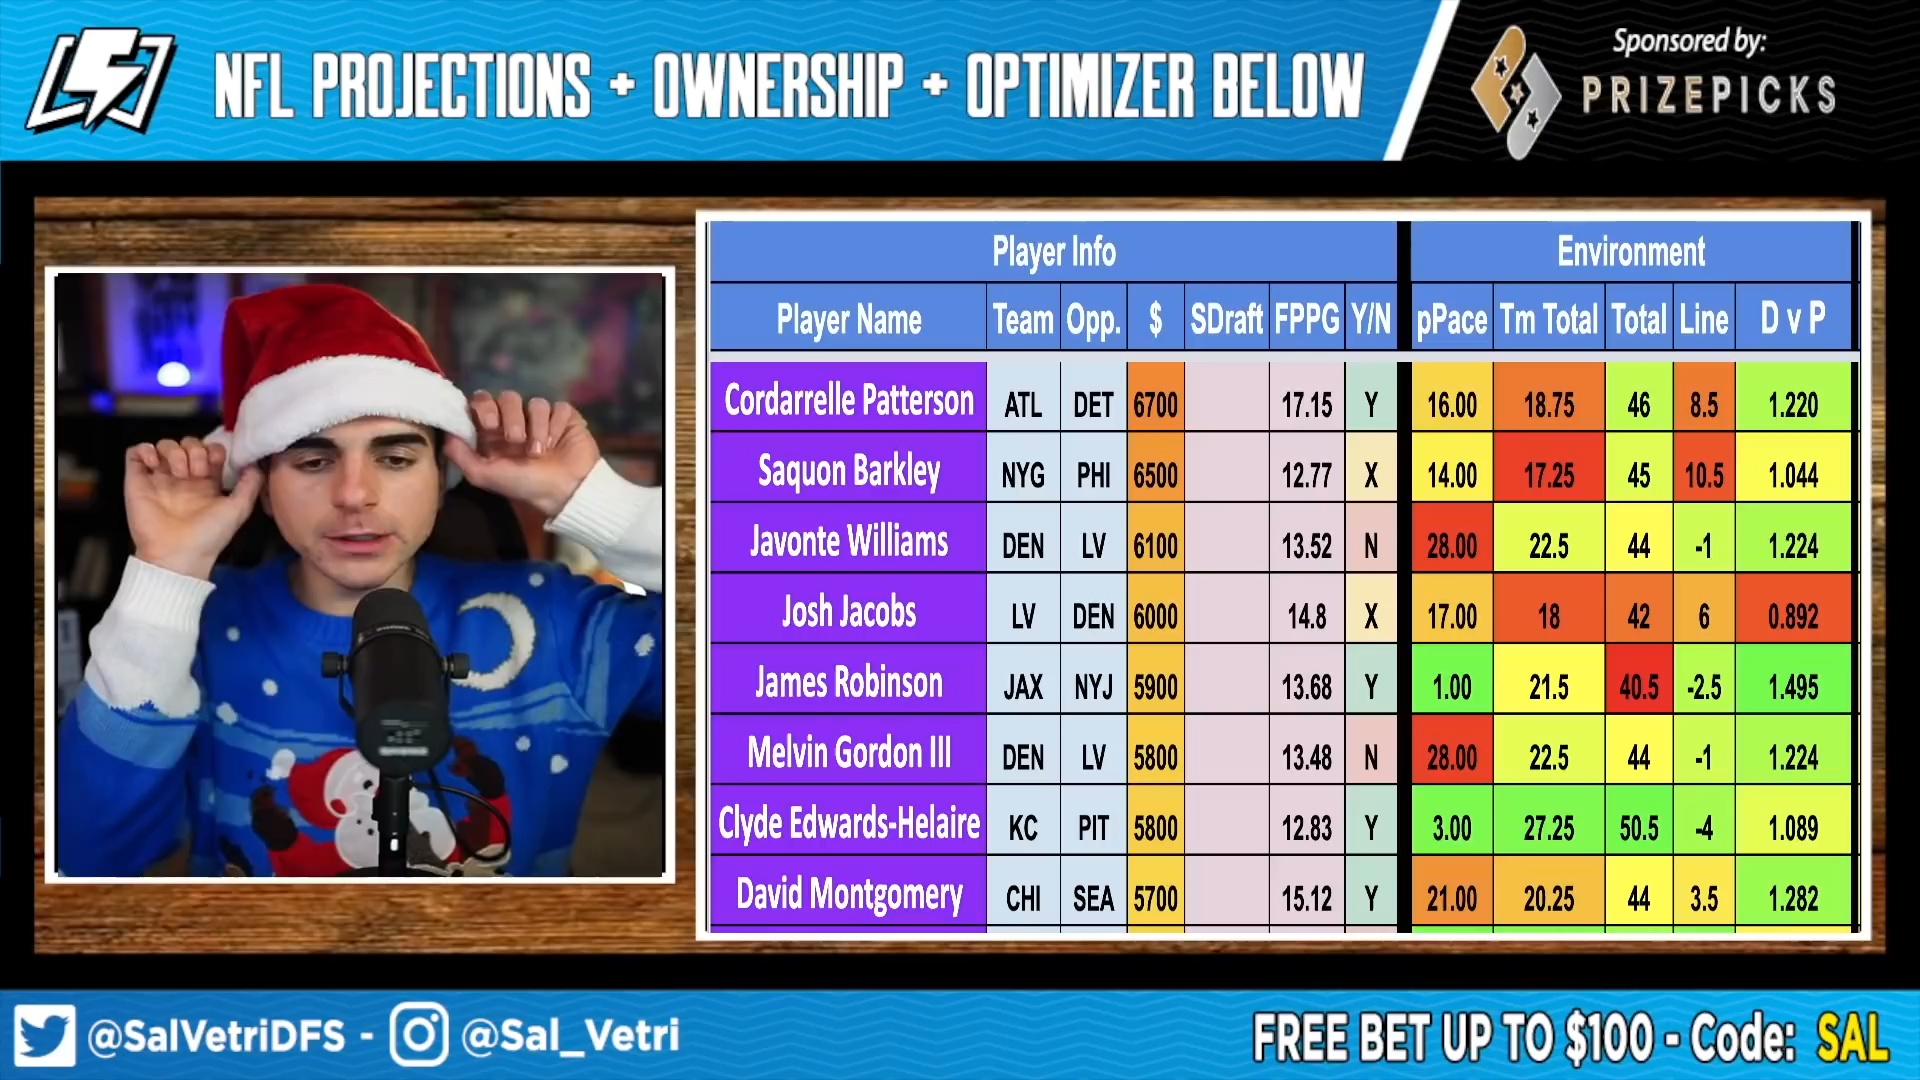 NFL PROJECTIONS + OWNERSHIP + OPTIMIZER BELOW
Sponsored by:
PRIZEPICKS
Player Info Environment
Player Name Team Opp. $ SDraft FPPG Y/N pPace Tm Total Total Line D v P
Cordarrelle Patterson ATL DET 6700 17.15 Y 16.00 18.75 46 8.5 1.220
Saquon Barkley NYG PHI 6500 12.77 X 14.00 17.25 45 10.5 1.044
Javonte Williams DEN LV 6100 13.52 N 28.00 22.5 44 -1 1.224
Josh Jacobs LV DEN 6000 14.8 X 17.00 18 42 6 0.892
James Robinson JAX NYJ 5900 13.68 Y 1.00 21.5 40.5 -2.5 1.495
Melvin Gordon III DEN LV 5800 13.48 N 28.00 22.5 44 -1 1.224
Clyde Edwards-Helaire KC PIT 5800 12.83 Y 3.00 27.25 50.5 -4 1.089
David Montgomery CHI SEA 5700 15.12 Y 21.00 20.25 44 3.5 1.282
@SalVetriDFS - @Sal_Vetri
FREE BET UP TO $100 - Code: SAL